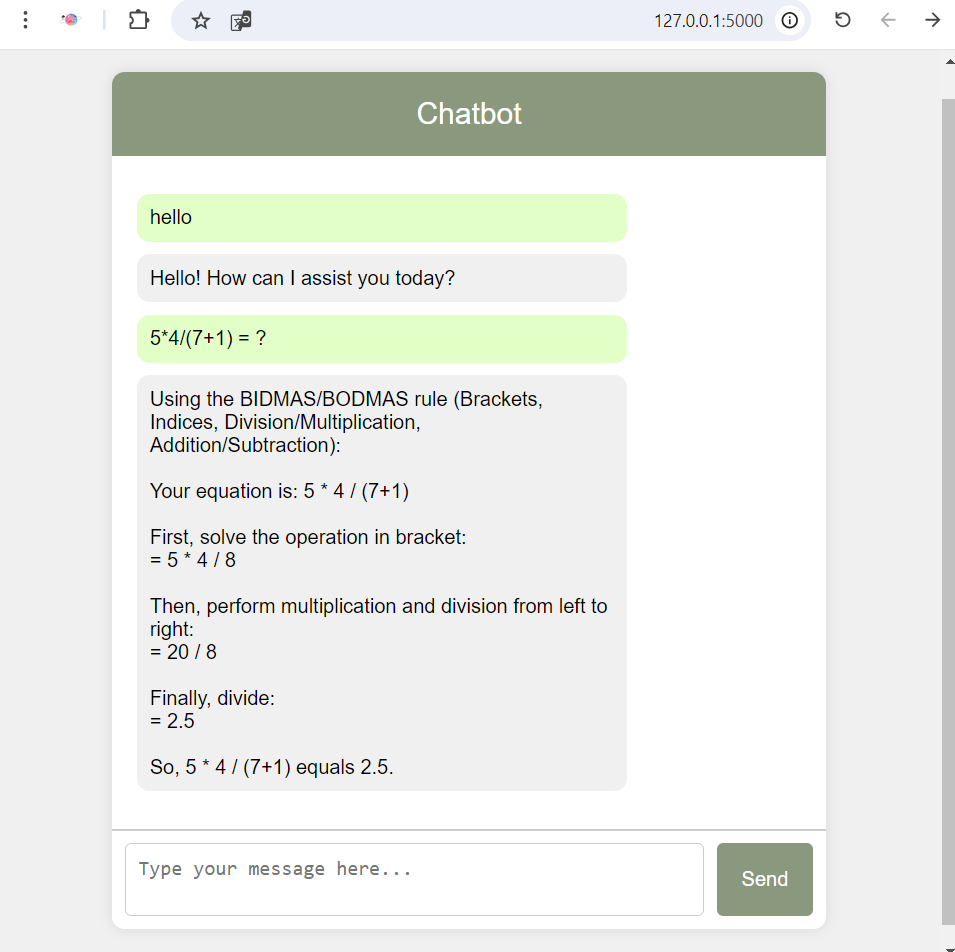 127.0.0.1:5000
Chatbot
hello
Hello! How can I assist you today?
5*4/(7+1) = ?
Using the BIDMAS/BODMAS rule (Brackets,
Indices, Division/Multiplication,
Addition/Subtraction):
Your equation is: 5 * 4 / (7+1)
First, solve the operation in bracket:
= 5 * 4 / 8
Then, perform multiplication and division from left to
right:
= 20 / 8
Finally, divide:
= 2.5
So, 5 * 4 / (7+1) equals 2.5.
Type your message here...
Send